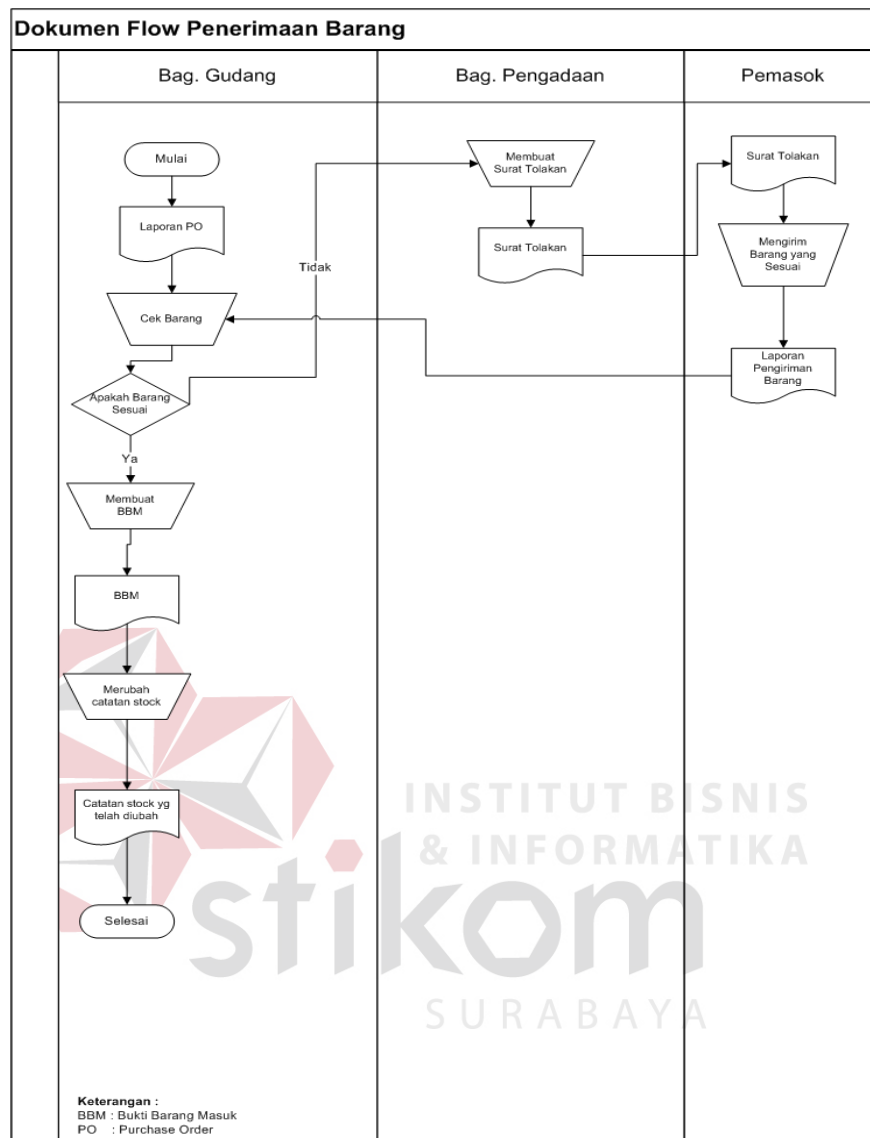 Dokumen Flow Penerimaan Barang
Bag. Gudang
Bag. Pengadaan
Pemasok
Mulai
Laporan PO
Cek Barang
Apakah Barang
Sesuai
Tidak
Ya
Membuat
BBM
BBM
Merubah
catatan stock
Catatan stock yg
telah diubah
Selesai
Membuat
Surat Tolakan
Surat Tolakan
Surat Tolakan
Mengirim
Barang yang
Sesuai
Laporan
Pengiriman
Barang
INSTITUT BISNIS
& INFORMATIKA
stikom
SURABAYA
Keterangan :
BBM : Bukti Barang Masuk
PO : Purchase Order